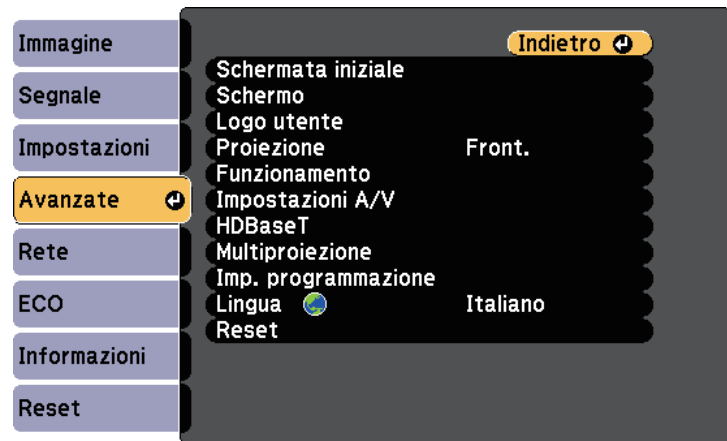 Immagine
Segnale
Impostazioni
Avanzate
Rete
ECO
Informazioni
Reset
Indietro
Schermata iniziale
Schermo
Logo utente
Proiezione Front.
Funzionamento
Impostazioni A/V
HDBaseT
Multiproiezione
Imp. programmazione
Lingua Italiano
Reset